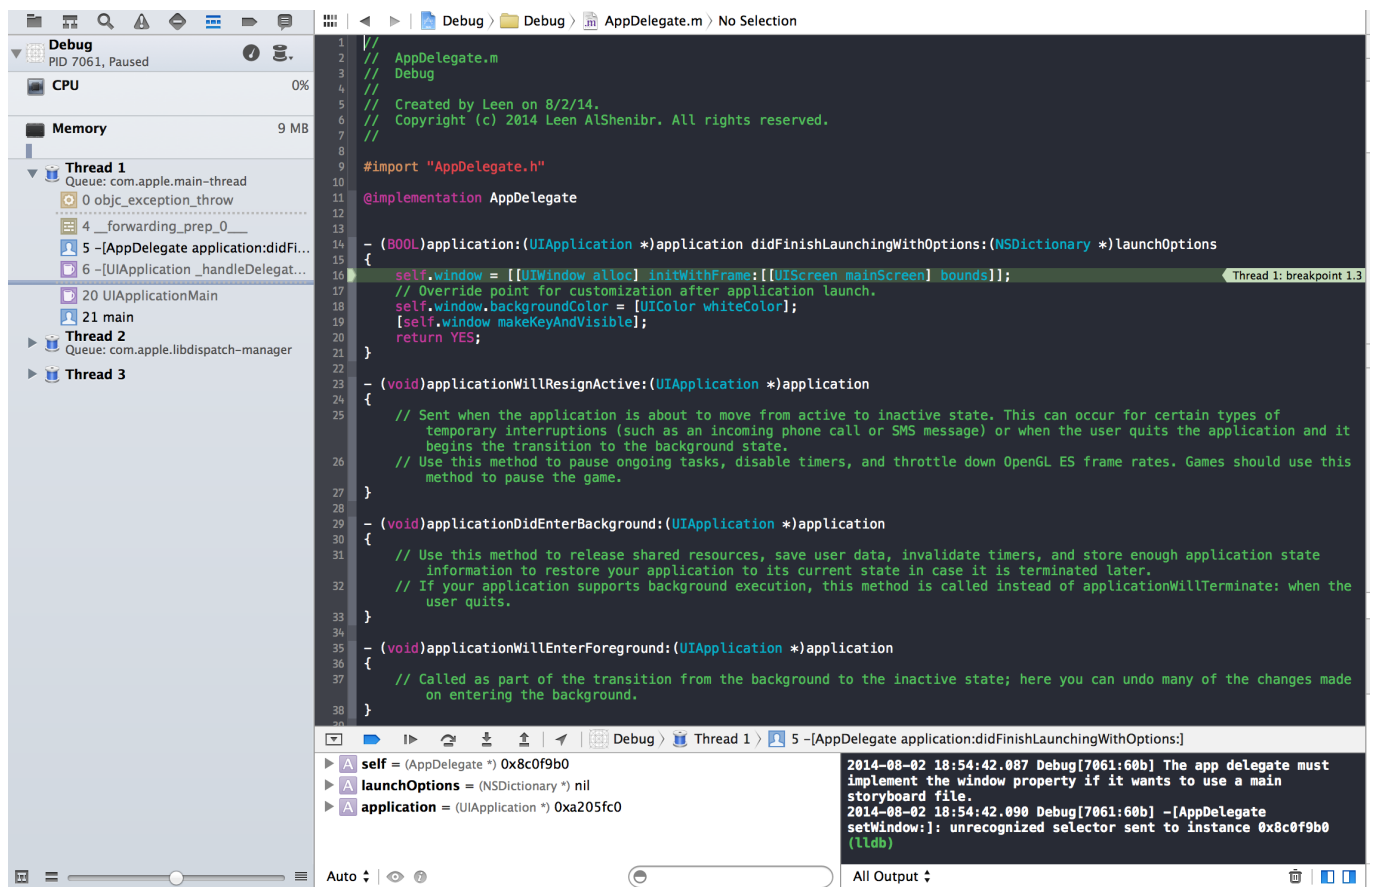 Debug
PID 7061, Paused
CPU 0%
Memory 9 MB
Thread 1
Queue: com.apple.main-thread
0 objc_exception_throw
4 __forwarding_prep_0___
5 -[AppDelegate application:didFi...
6 -[UIApplication _handleDelegat...
20 UIApplicationMain
21 main
Thread 2
Queue: com.apple.libdispatch-manager
Thread 3
Debug Debug AppDelegate.m No Selection
1 //
2 //  AppDelegate.m
3 //  Debug
4 //
5 //  Created by Leen on 8/2/14.
6 //  Copyright (c) 2014 Leen AlShenibr. All rights reserved.
7 //
8
9 #import "AppDelegate.h"
10
11 @implementation AppDelegate
12
13
14 - (BOOL)application:(UIApplication *)application didFinishLaunchingWithOptions:(NSDictionary *)launchOptions
15 {
16 self.window = [[UIWindow alloc] initWithFrame:[[UIScreen mainScreen] bounds]]; Thread 1: breakpoint 1.3
17 // Override point for customization after application launch.
18 self.window.backgroundColor = [UIColor whiteColor];
19 [self.window makeKeyAndVisible];
20 return YES;
21 }
22
23 - (void)applicationWillResignActive:(UIApplication *)application
24 {
25 // Sent when the application is about to move from active to inactive state. This can occur for certain types of
temporary interruptions (such as an incoming phone call or SMS message) or when the user quits the application and it
begins the transition to the background state.
26 // Use this method to pause ongoing tasks, disable timers, and throttle down OpenGL ES frame rates. Games should use this
method to pause the game.
27 }
28
29 - (void)applicationDidEnterBackground:(UIApplication *)application
30 {
31 // Use this method to release shared resources, save user data, invalidate timers, and store enough application state
information to restore your application to its current state in case it is terminated later.
32 // If your application supports background execution, this method is called instead of applicationWillTerminate: when the
user quits.
33 }
34
35 - (void)applicationWillEnterForeground:(UIApplication *)application
36 {
37 // Called as part of the transition from the background to the inactive state; here you can undo many of the changes made
on entering the background.
38 }
39
Debug Thread 1 5 -[AppDelegate application:didFinishLaunchingWithOptions:]
A self = (AppDelegate *) 0x8c0f9b0
A launchOptions = (NSDictionary *) nil
A application = (UIApplication *) 0xa205fc0
Auto
2014-08-02 18:54:42.087 Debug[7061:60b] The app delegate must
implement the window property if it wants to use a main
storyboard file.
2014-08-02 18:54:42.090 Debug[7061:60b] -[AppDelegate
setWindow:]: unrecognized selector sent to instance 0x8c0f9b0
(lldb)
All Output